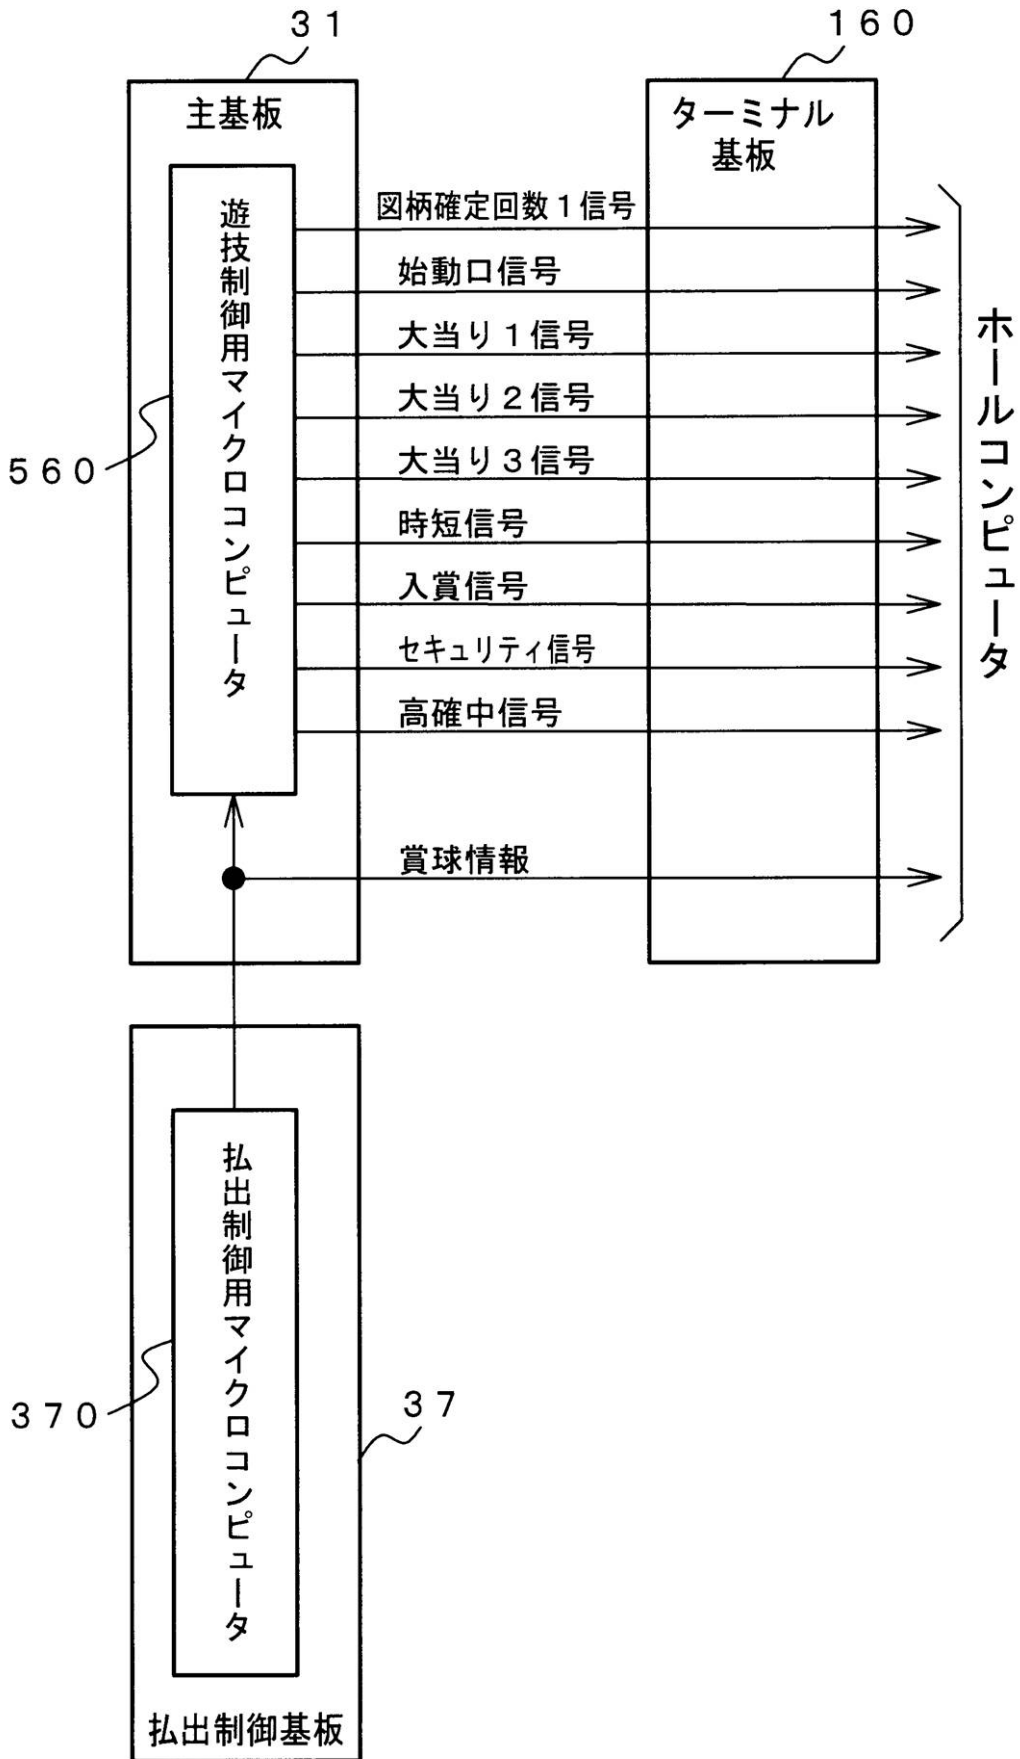 ３１
１６０
主基板
ターミナル
基板
遊技制御用マイクロコンピュータ
５６０
図柄確定回数１信号
始動口信号
大当り１信号
大当り２信号
大当り３信号
時短信号
入賞信号
セキュリティ信号
高確中信号
賞球情報
ホールコンピュータ
払出制御用マイクロコンピュータ
３７０
３７
払出制御基板